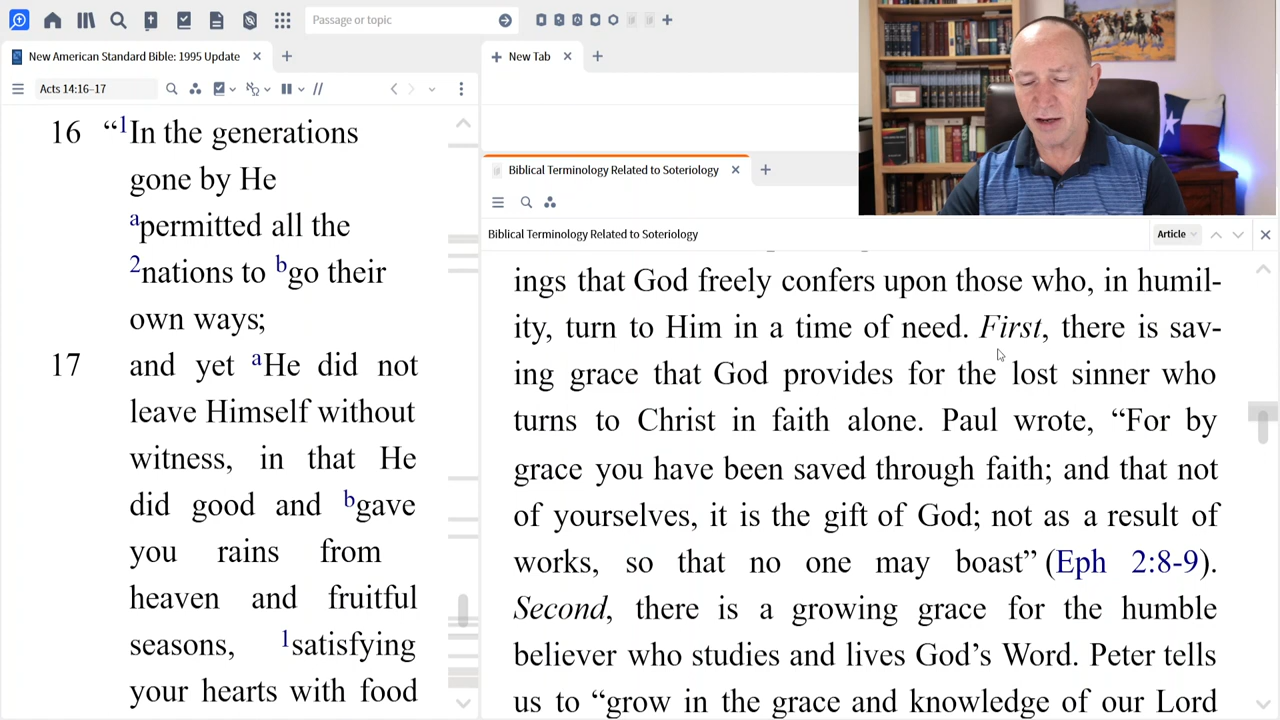 Passage or topic
New American Standard Bible: 1995 Update
New Tab
Acts 14:16–17
16 “1In the generations
gone by He
apermitted all the
2nations to bgo their
own ways;
17 and yet aHe did not
leave Himself without
witness, in that He
did good and bgave
you rains from
heaven and fruitful
seasons, 1satisfying
your hearts with food
Biblical Terminology Related to Soteriology
Biblical Terminology Related to Soteriology
Article
ings that God freely confers upon those who, in humil-
ity, turn to Him in a time of need. First, there is sav-
ing grace that God provides for the lost sinner who
turns to Christ in faith alone. Paul wrote, “For by
grace you have been saved through faith; and that not
of yourselves, it is the gift of God; not as a result of
works, so that no one may boast” (Eph 2:8-9).
Second, there is a growing grace for the humble
believer who studies and lives God’s Word. Peter tells
us to “grow in the grace and knowledge of our Lord